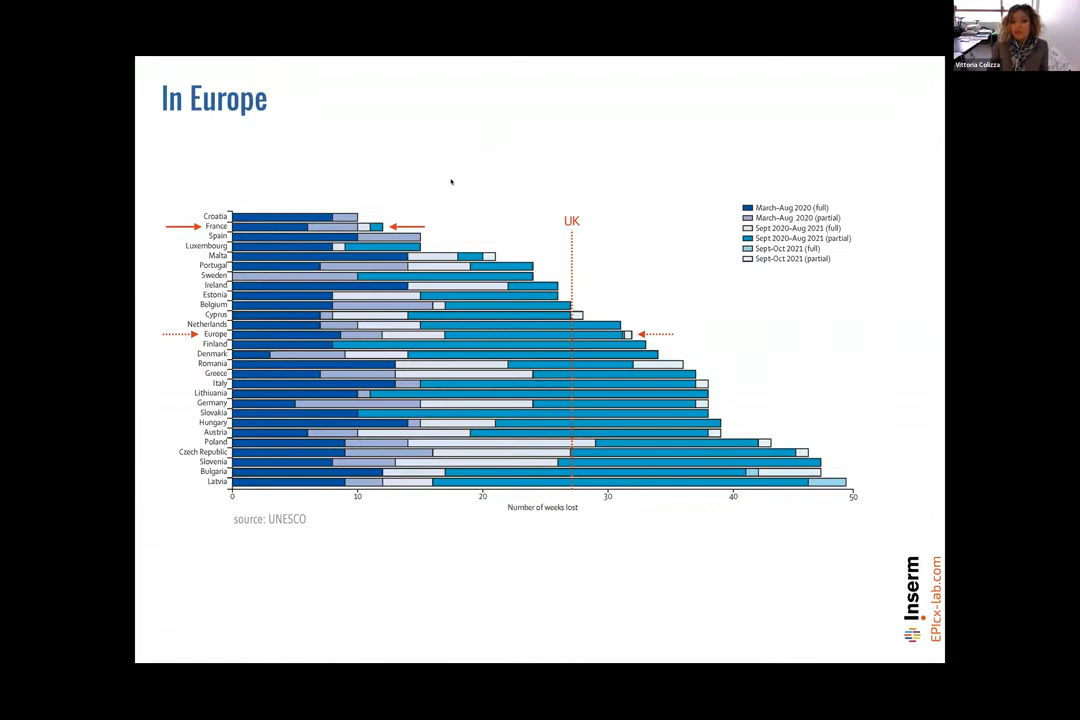 Vittoria Colizza
In Europe
UK
March–Aug 2020 (full)
March–Aug 2020 (partial)
Sept 2020–Aug 2021 (full)
Sept 2020–Aug 2021 (partial)
Sept–Oct 2021 (full)
Sept–Oct 2021 (partial)
Croatia
France
Spain
Luxembourg
Malta
Portugal
Sweden
Ireland
Estonia
Belgium
Cyprus
Netherlands
Europe
Finland
Denmark
Romania
Greece
Italy
Lithuania
Germany
Slovakia
Hungary
Austria
Poland
Czech Republic
Slovenia
Bulgaria
Latvia
0 10 20 30 40 50
Number of weeks lost
source: UNESCO
Inserm
EPIcx-lab.com